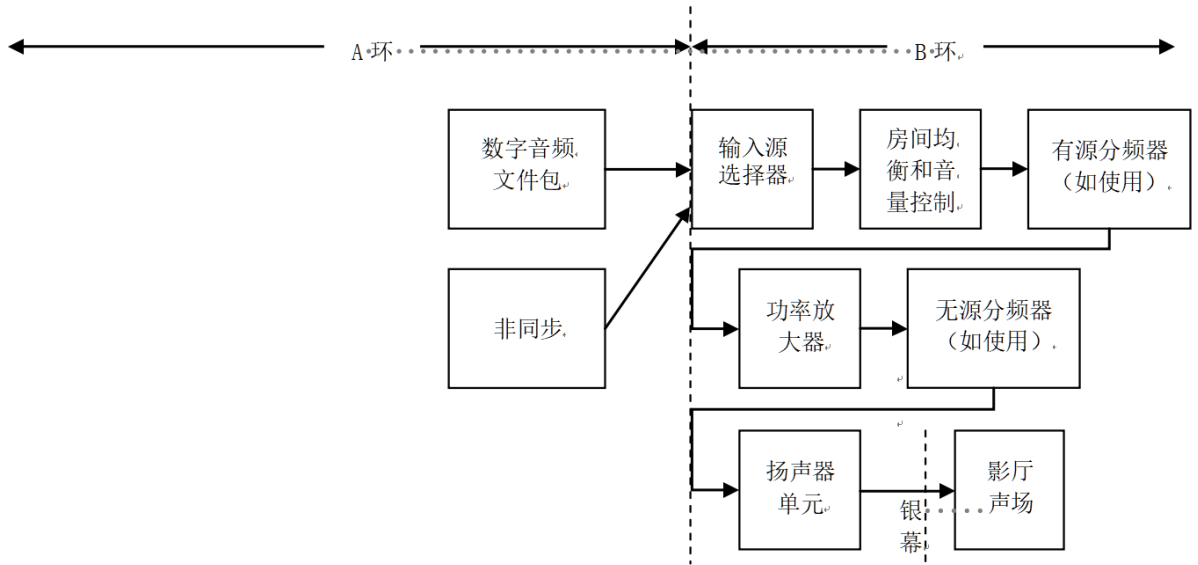 A环
B环
数字音频
文件包
输入源
选择器
房间均
衡和音
量控制
有源分频器
（如使用）
非同步
功率放
大器
无源分频器
（如使用）
扬声器
单元
银
幕
影厅
声场